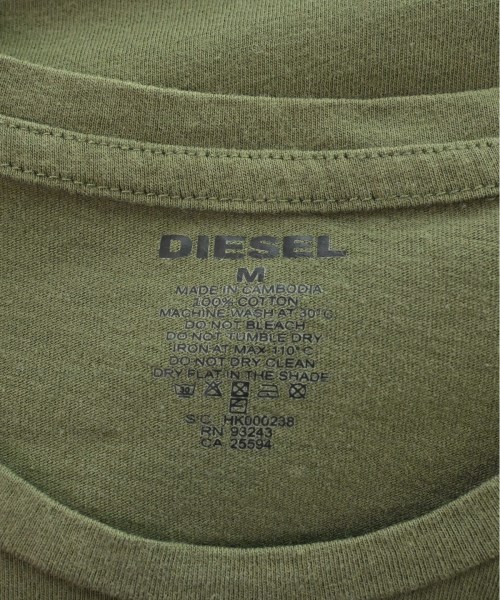 DIESEL
M
MADE IN CAMBODIA
100% COTTON
MACHINE WASH AT 30°C
DO NOT BLEACH
DO NOT TUMBLE DRY
IRON AT MAX 110°C
DO NOT DRY CLEAN
DRY FLAT IN THE SHADE
S/C HK000238
RN 93243
CA 25594